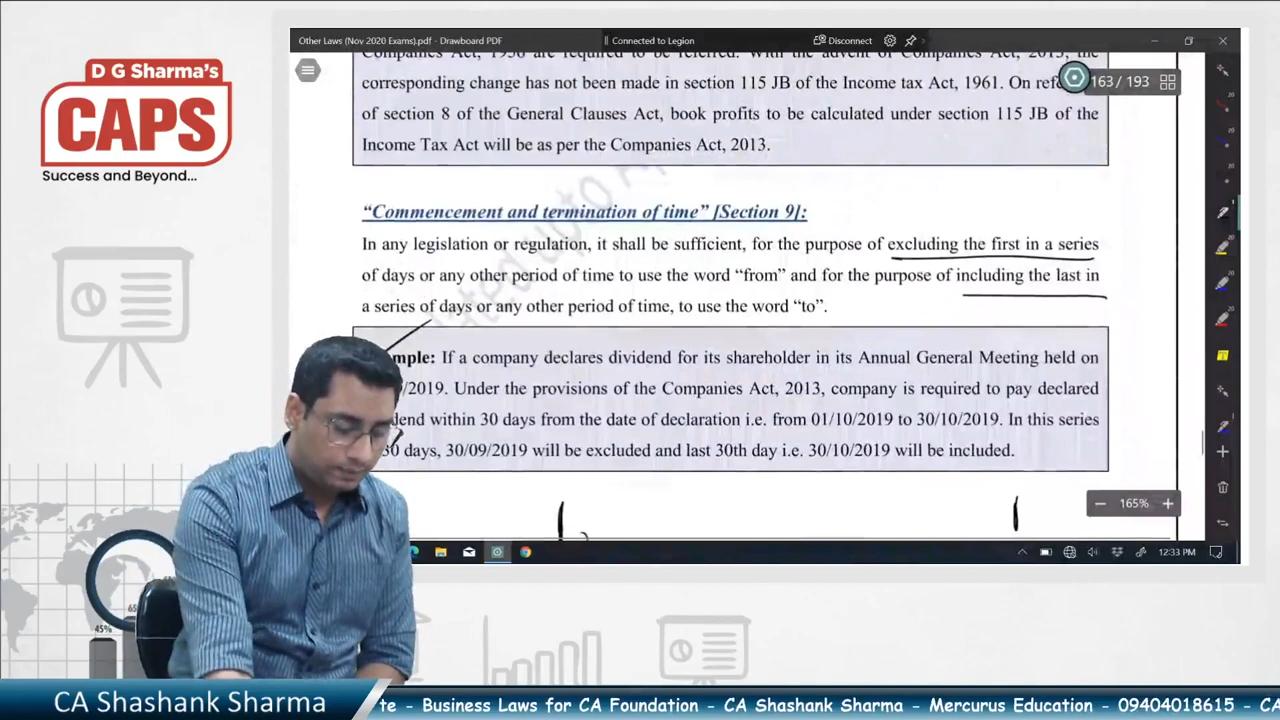 D G Sharma's
CAPS
Success and Beyond...
Other Laws (Nov 2020 Exams).pdf - Drawboard PDF
Connected to Legion
Disconnect
163 / 193
Companies Act, 1956 are required to be referred. With the advent of Companies Act, 2013, the
corresponding change has not been made in section 115 JB of the Income tax Act, 1961. On
of section 8 of the General Clauses Act, book profits to be calculated under section 115 JB of the
Income Tax Act will be as per the Companies Act, 2013.
“Commencement and termination of time” [Section 9]:
In any legislation or regulation, it shall be sufficient, for the purpose of excluding the first in a series
of days or any other period of time to use the word “from” and for the purpose of including the last in
a series of days or any other period of time, to use the word “to”.
mple: If a company declares dividend for its shareholder in its Annual General Meeting held on
/2019. Under the provisions of the Companies Act, 2013, company is required to pay declared
dend within 30 days from the date of declaration i.e. from 01/10/2019 to 30/10/2019. In this series
30 days, 30/09/2019 will be excluded and last 30th day i.e. 30/10/2019 will be included.
165%
12:33 PM
45%
CA Shashank Sharma
te - Business Laws for CA Foundation - CA Shashank Sharma - Mercurus Education - 09404018615 - CA